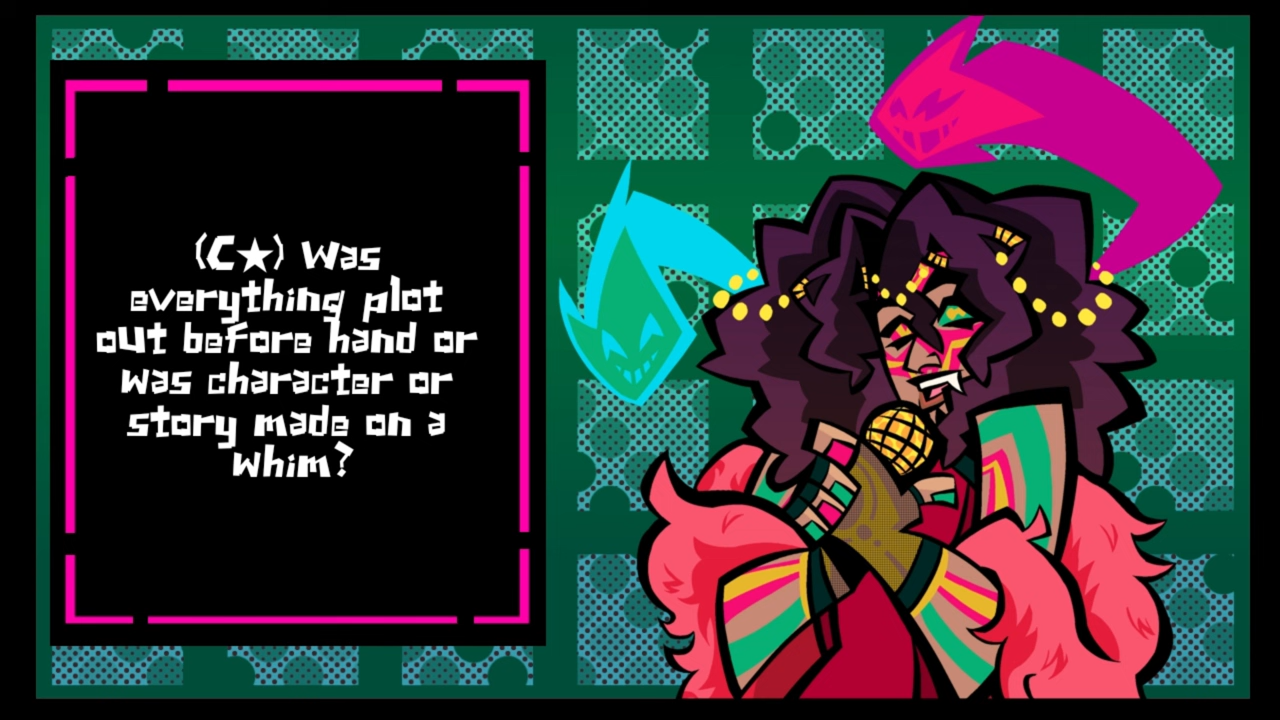 (C★) Was
everything plot
out before hand or
was character or
story made on a
whim?